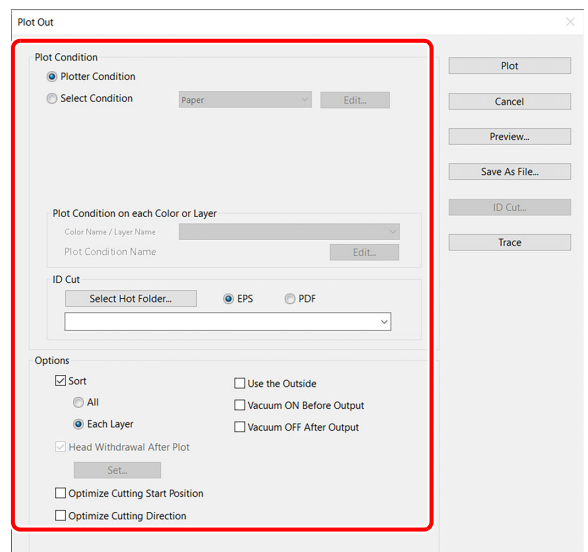 Plot Out
Plot Condition
Plotter Condition
Select Condition
Paper
Edit...
Plot Condition on each Color or Layer
Color Name / Layer Name
Plot Condition Name
Edit...
ID Cut
Select Hot Folder...
EPS
PDF
Options
Sort
All
Each Layer
Head Withdrawal After Plot
Set...
Optimize Cutting Start Position
Optimize Cutting Direction
Use the Outside
Vacuum ON Before Output
Vacuum OFF After Output
Plot
Cancel
Preview...
Save As File...
ID Cut...
Trace